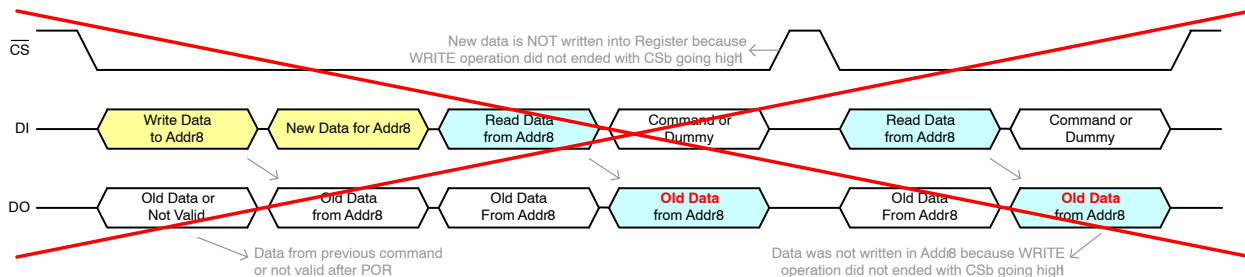 CS
New data is NOT written into Register because
WRITE operation did not ended with CSb going high
DI
Write Data
to Addr8
New Data for Addr8
Read Data
from Addr8
Command or
Dummy
Read Data
from Addr8
Command or
Dummy
DO
Old Data or
Not Valid
Old Data
from Addr8
Old Data
From Addr8
Old Data
from Addr8
Old Data
From Addr8
Old Data
from Addr8
Data from previous command
or not valid after POR
Data was not written in Addr8 because WRITE
operation did not ended with CSb going high